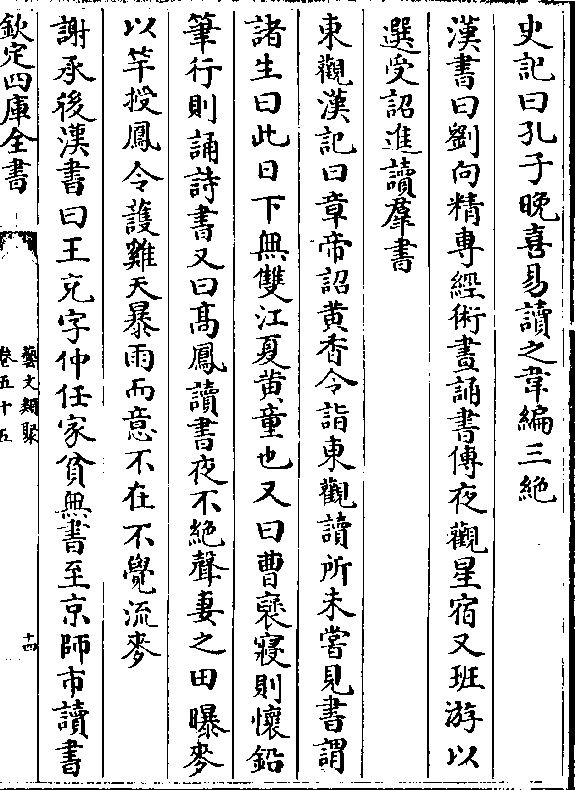 史記曰孔子晚喜易讀之韋編三絶
漢書曰劉向精專經術晝誦書傳夜觀星宿又班游以
選受詔進讀羣書
東觀漢記曰章帝詔黄香令詣東觀讀所未嘗見書謂
諸生曰此日下無雙江夏黄童也又曰曹襃寢則懷鉛
筆行則誦詩書又曰髙鳳讀書夜不絶聲妻之田曝麥
以竿授鳳令護雞天暴雨而意不在不覺流麥
謝承後漢書曰王充字仲任家貧無書至京師市讀書
欽定四庫全書
藝文類聚
卷五十五
十四